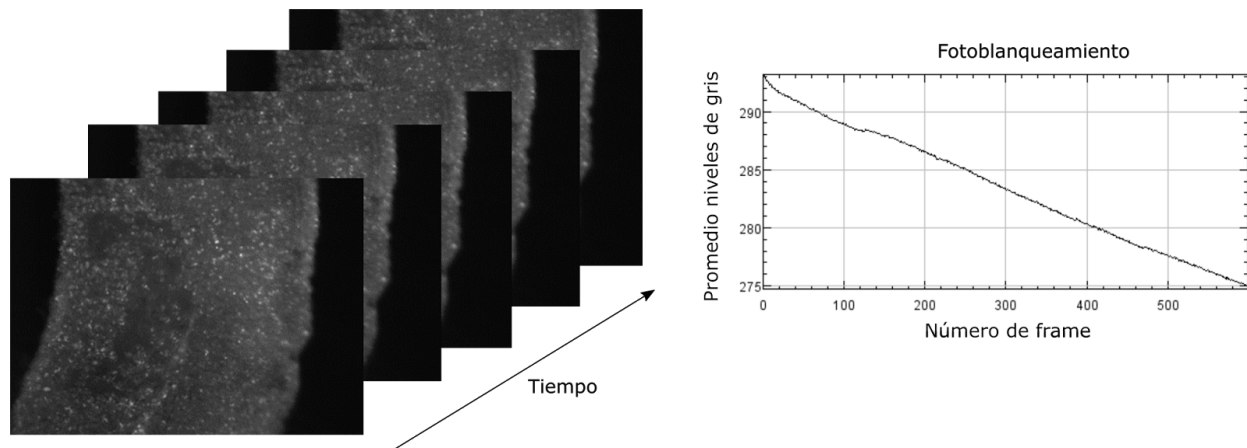 Tiempo
Fotoblanqueamiento
Promedio niveles de gris
290
285
280
275
0 100 200 300 400 500
Número de frame